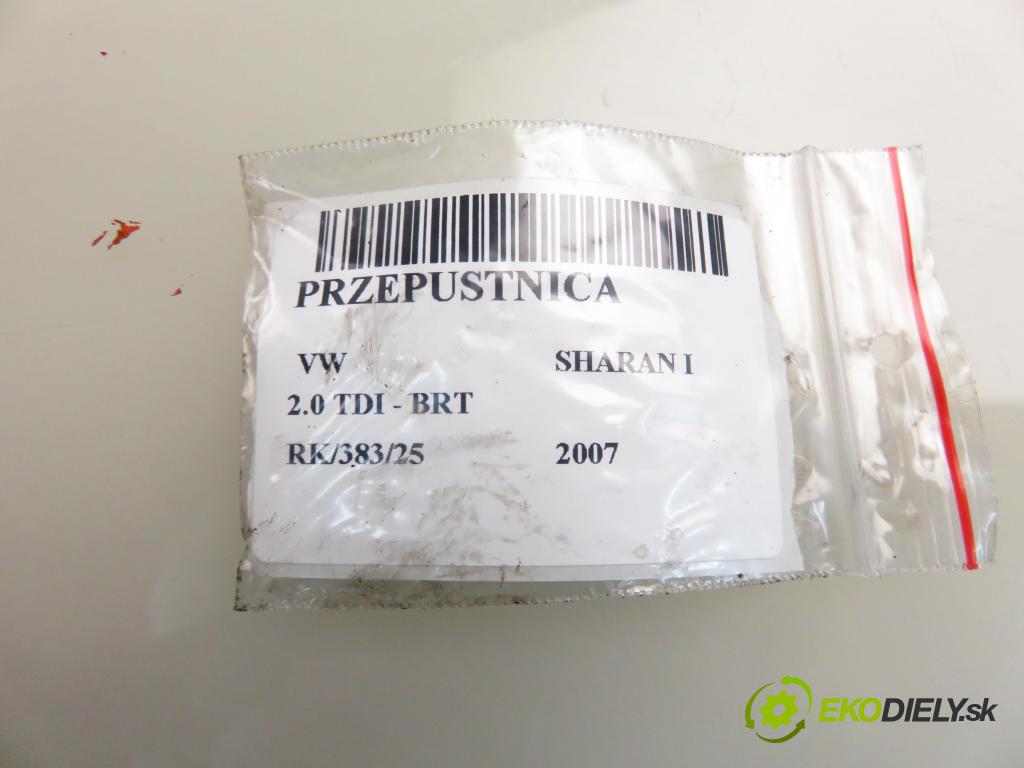 PRZEPUSTNICA
VW SHARAN I
2.0 TDI - BRT
RK/383/25 2007
EKODIELY.sk